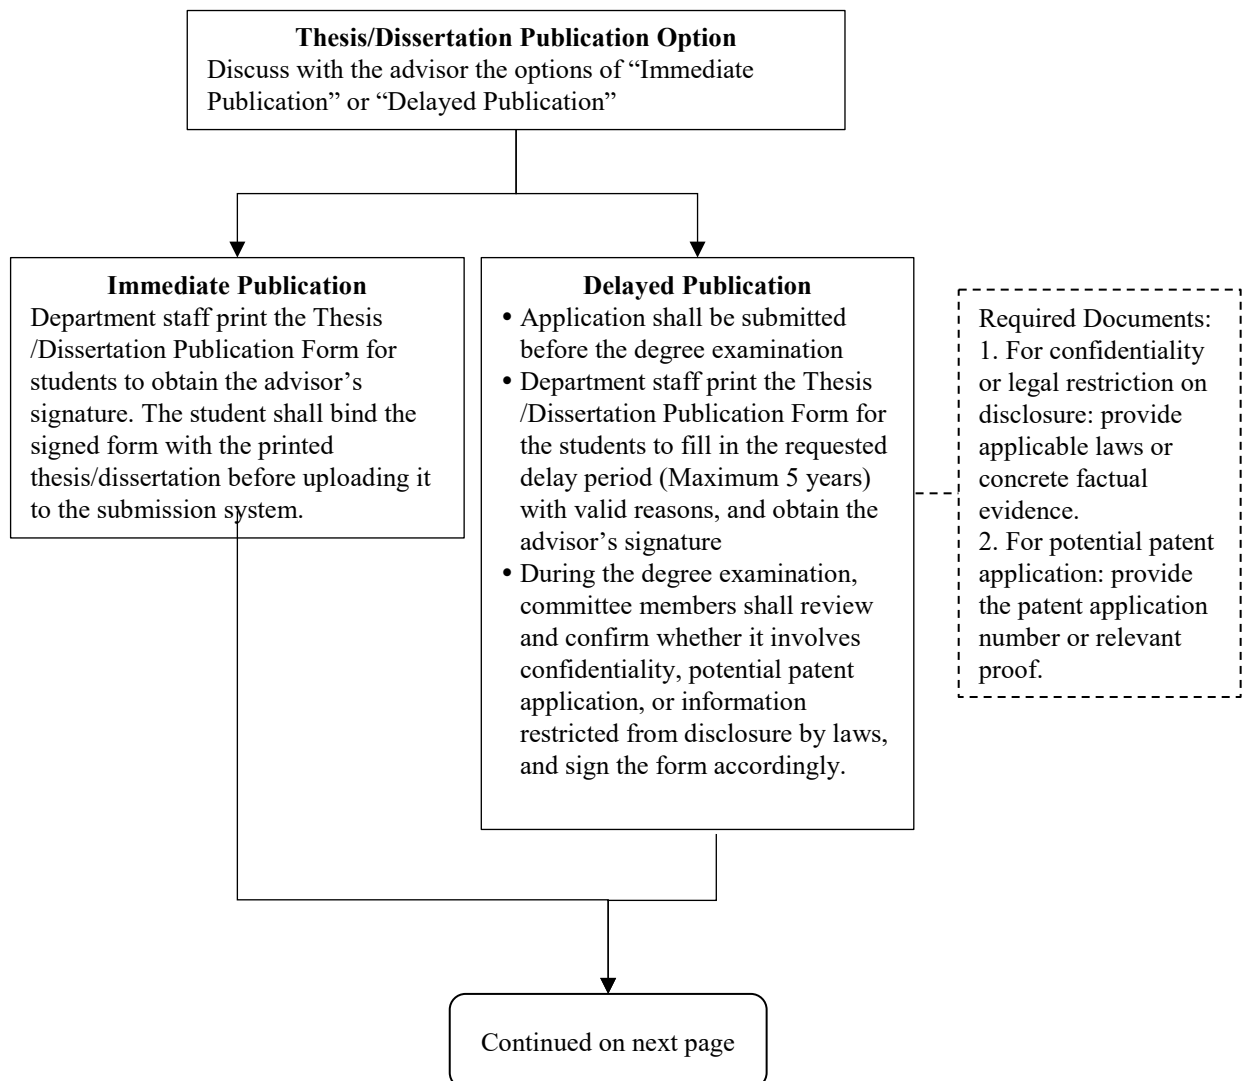 Thesis/Dissertation Publication Option
Discuss with the advisor the options of “Immediate
Publication” or “Delayed Publication”
Immediate Publication
Department staff print the Thesis
/Dissertation Publication Form for
students to obtain the advisor’s
signature. The student shall bind the
signed form with the printed
thesis/dissertation before uploading it
to the submission system.
Delayed Publication
• Application shall be submitted
before the degree examination
• Department staff print the Thesis
/Dissertation Publication Form for
the students to fill in the requested
delay period (Maximum 5 years)
with valid reasons, and obtain the
advisor’s signature
• During the degree examination,
committee members shall review
and confirm whether it involves
confidentiality, potential patent
application, or information
restricted from disclosure by laws,
and sign the form accordingly.
Required Documents:
1. For confidentiality
or legal restriction on
disclosure: provide
applicable laws or
concrete factual
evidence.
2. For potential patent
application: provide
the patent application
number or relevant
proof.
Continued on next page